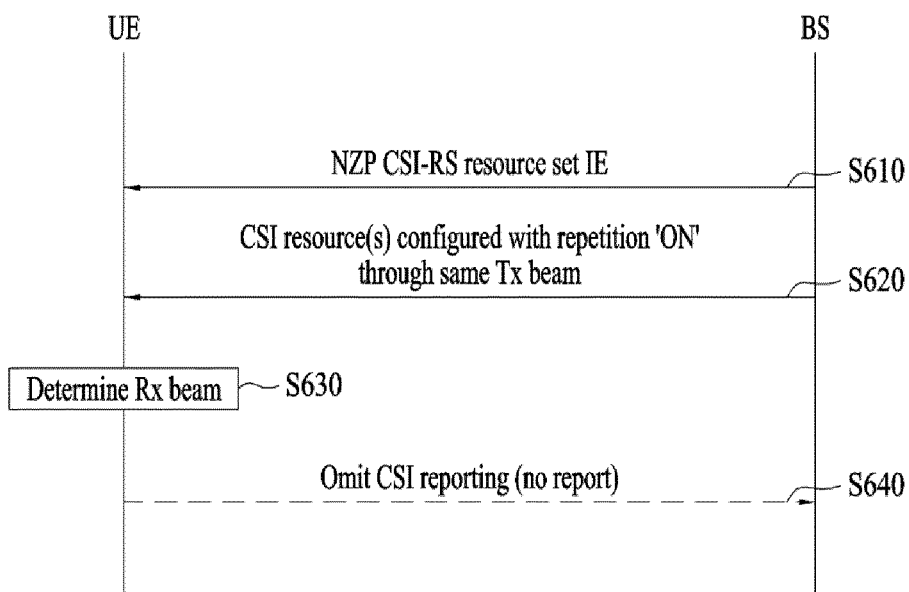 UE
BS
NZP CSI-RS resource set IE
S610
CSI resource(s) configured with repetition 'ON'
through same Tx beam
S620
Determine Rx beam
S630
Omit CSI reporting (no report)
S640